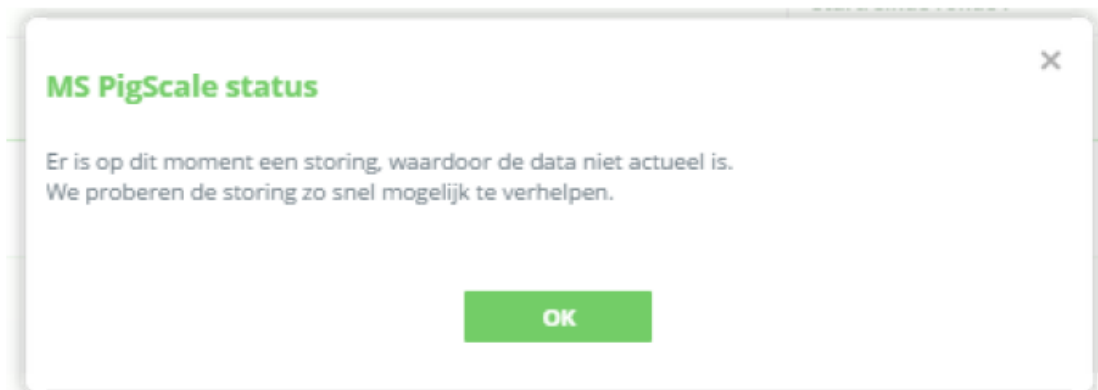 MS PigScale status
×
Er is op dit moment een storing, waardoor de data niet actueel is.
We proberen de storing zo snel mogelijk te verhelpen.
OK